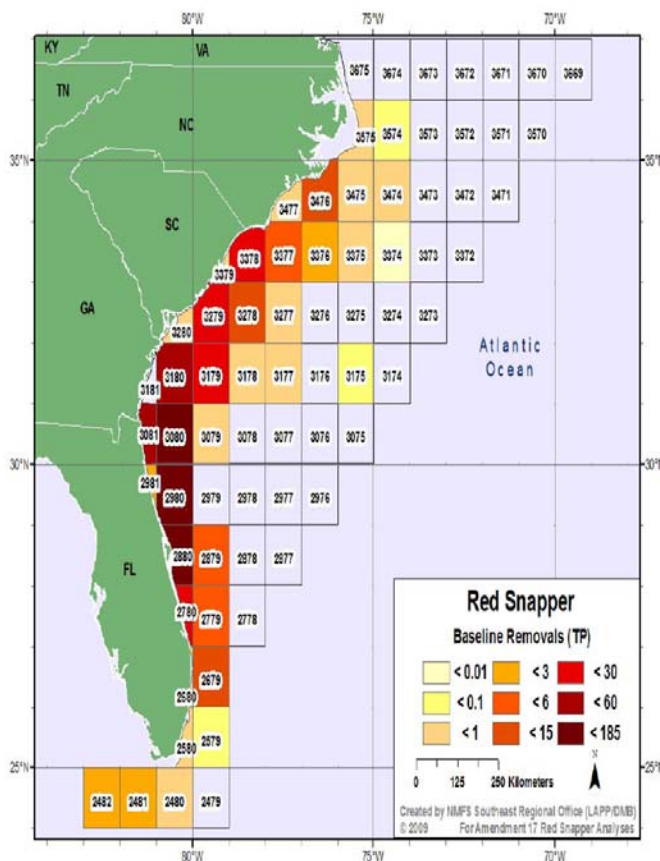 80°W 75°W 70°W
KY VA
3675 3674 3673 3672 3671 3670 3669
TN
NC
3575 3574 3573 3572 3571 3570
35°N 35°N
3477 3476 3475 3474 3473 3472 3471
SC
3379 3378 3377 3376 3375 3374 3373 3372
GA
3280 3279 3278 3277 3276 3275 3274 3273
Atlantic
Ocean
3181 3180 3179 3178 3177 3176 3175 3174
3081 3080 3079 3078 3077 3076 3075
30°N 30°N
2981 2980 2979 2978 2977 2976
FL
2880 2879 2878 2877
2780 2779 2778
2580 2679
2580 2579
25°N 25°N
2482 2481 2480 2479
80°W 75°W 70°W
Red Snapper
Baseline Removals (TP)
< 0.01 < 3 < 30
< 0.1 < 6 < 60
< 1 < 15 < 185
N
0 125 250 Kilometers
Created by NMFS Southeast Regional Office (LAPP/DMB)
© 2009 For Amendment 17 Red Snapper Analyses